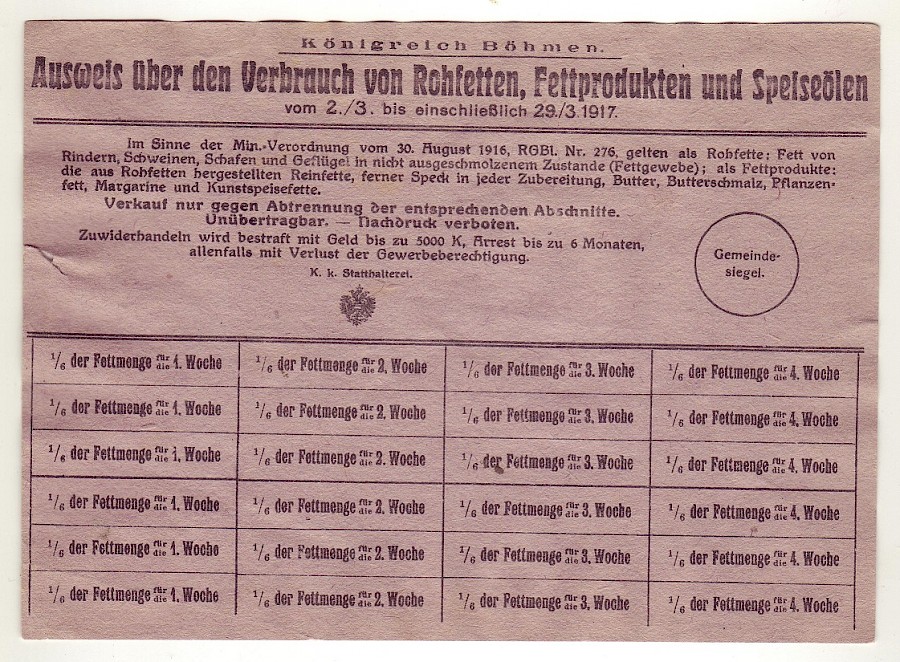 Königreich Böhmen.
Ausweis über den Verbrauch von Rohfetten, Fettprodukten und Speiseölen
vom 2./3. bis einschließlich 29./3. 1917.
Im Sinne der Min.-Verordnung vom 30. August 1916, RGBl. Nr. 276, gelten als Rohfette: Fett von
Rindern, Schweinen, Schafen und Geflügel in nicht ausgeschmolzenem Zustande (Fettgewebe); als Fettprodukte:
die aus Rohfetten hergestellten Reinfette, ferner Speck in jeder Zubereitung, Butter, Butterschmalz, Pflanzen-
fett, Margarine und Kunstspeisefette.
Verkauf nur gegen Abtrennung der entsprechenden Abschnitte.
Unübertragbar. — Nachdruck verboten.
Zuwiderhandeln wird bestraft mit Geld bis zu 5000 K, Arrest bis zu 6 Monaten,
allenfalls mit Verlust der Gewerbeberechtigung.
K. k. Statthalterei.
Gemeinde-
siegel.
1/6 der Fettmenge für die 1. Woche 1/6 der Fettmenge für die 2. Woche 1/6 der Fettmenge für die 3. Woche 1/6 der Fettmenge für die 4. Woche
1/6 der Fettmenge für die 1. Woche 1/6 der Fettmenge für die 2. Woche 1/6 der Fettmenge für die 3. Woche 1/6 der Fettmenge für die 4. Woche
1/6 der Fettmenge für die 1. Woche 1/6 der Fettmenge für die 2. Woche 1/6 der Fettmenge für die 3. Woche 1/6 der Fettmenge für die 4. Woche
1/6 der Fettmenge für die 1. Woche 1/6 der Fettmenge für die 2. Woche 1/6 der Fettmenge für die 3. Woche 1/6 der Fettmenge für die 4. Woche
1/6 der Fettmenge für die 1. Woche 1/6 der Fettmenge für die 2. Woche 1/6 der Fettmenge für die 3. Woche 1/6 der Fettmenge für die 4. Woche
1/6 der Fettmenge für die 1. Woche 1/6 der Fettmenge für die 2. Woche 1/6 der Fettmenge für die 3. Woche 1/6 der Fettmenge für die 4. Woche